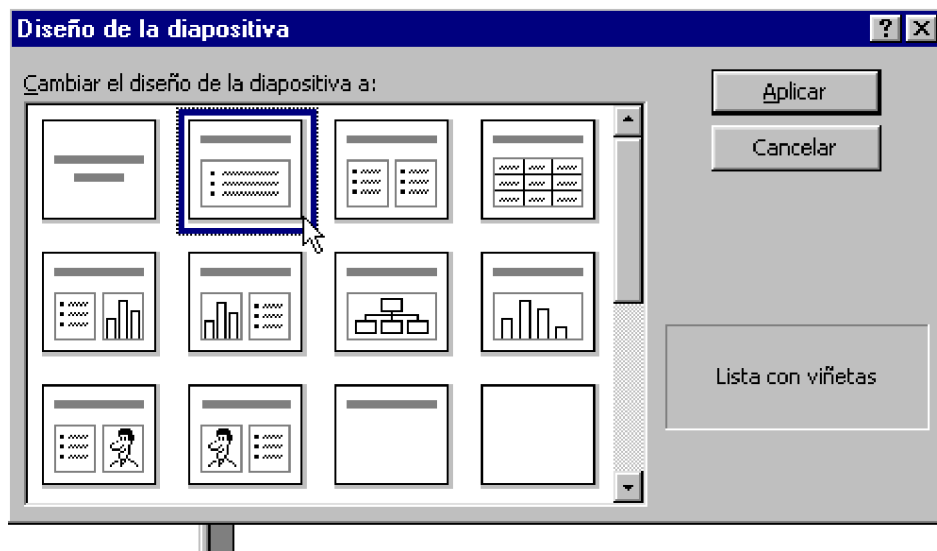 Diseño de la diapositiva
Cambiar el diseño de la diapositiva a:
Aplicar
Cancelar
Lista con viñetas